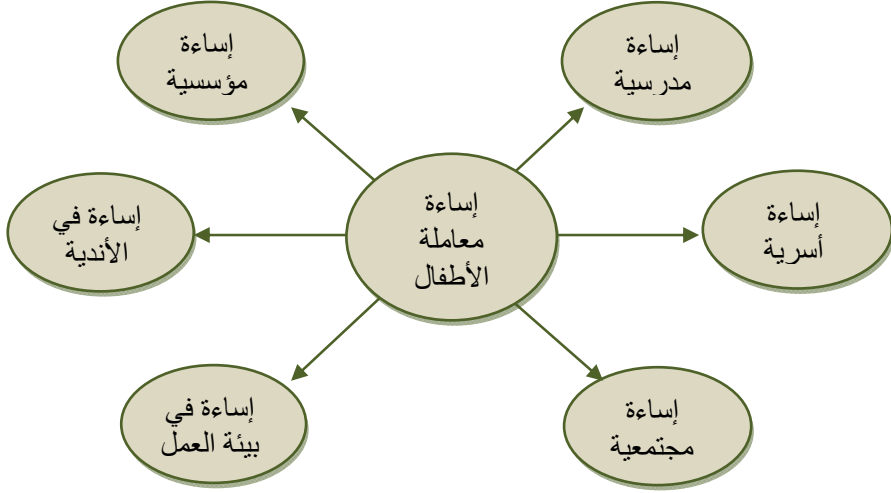 إساءة
مدرسية
إساءة
مؤسسية
إساءة
معاملة
الأطفال
إساءة
أسرية
إساءة في
الأندية
إساءة
مجتمعية
إساءة في
بيئة العمل